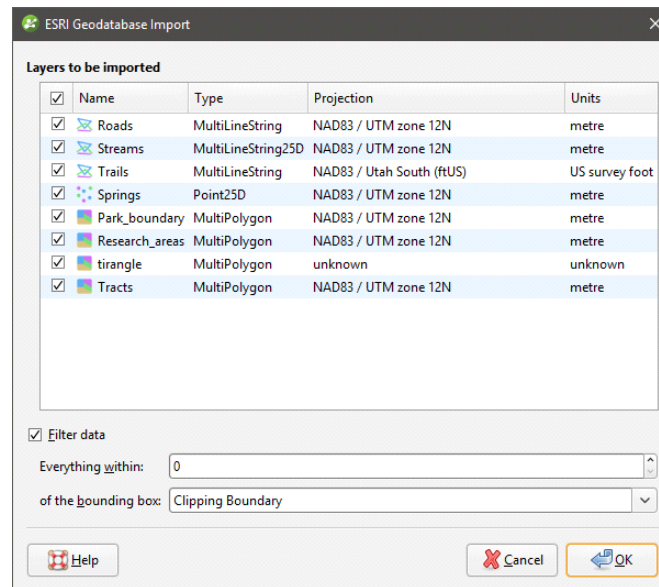 ESRI Geodatabase Import
Layers to be imported
Name Type Projection Units
Roads MultiLineString NAD83 / UTM zone 12N metre
Streams MultiLineString25D NAD83 / UTM zone 12N metre
Trails MultiLineString NAD83 / Utah South (ftUS) US survey foot
Springs Point25D NAD83 / UTM zone 12N metre
Park_boundary MultiPolygon NAD83 / UTM zone 12N metre
Research_areas MultiPolygon NAD83 / UTM zone 12N metre
tirangle MultiPolygon unknown unknown
Tracts MultiPolygon NAD83 / UTM zone 12N metre
Filter data
Everything within: 0
of the bounding box: Clipping Boundary
Help Cancel OK